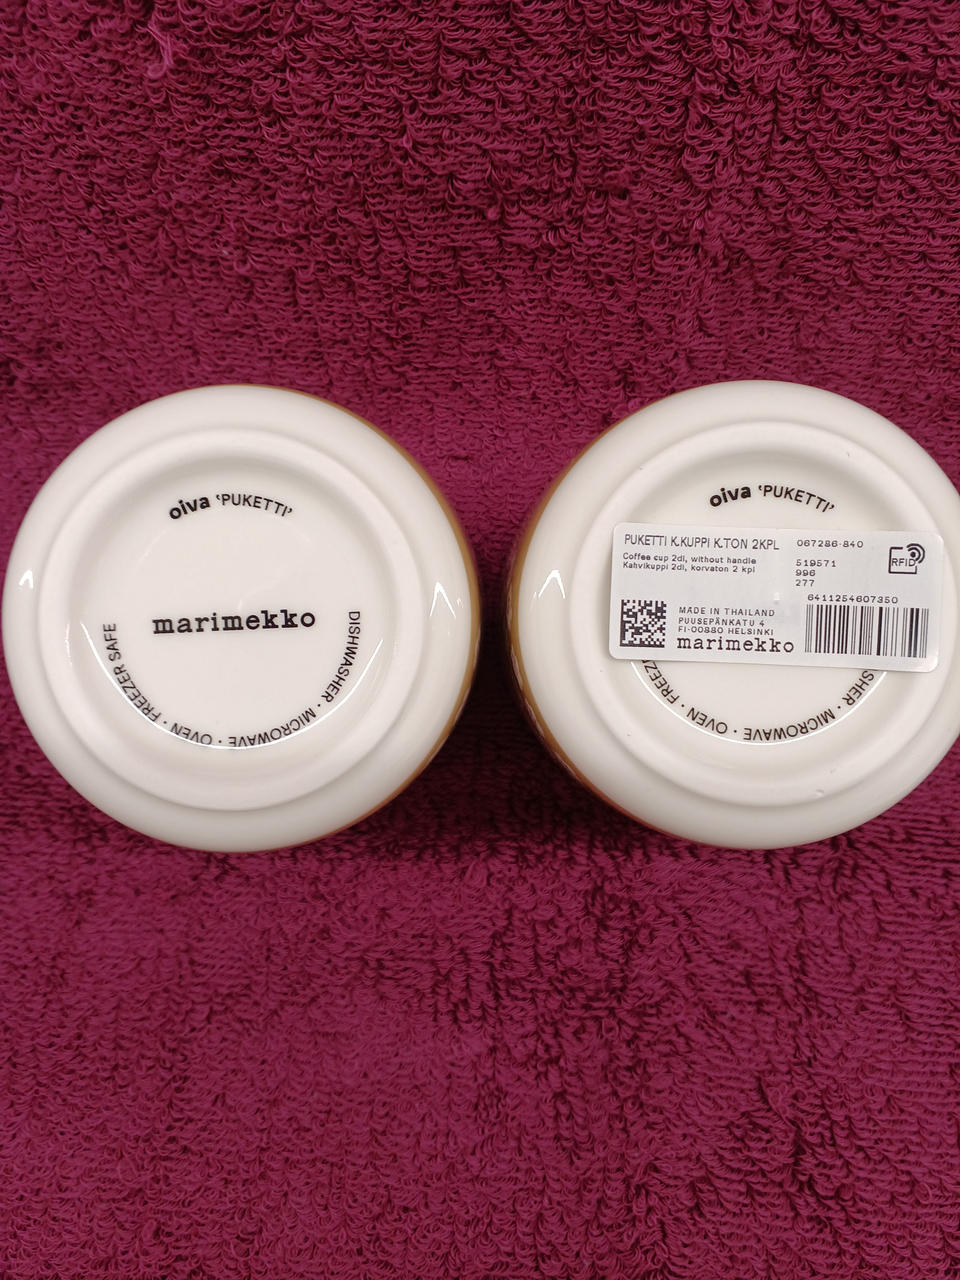 oiva 'PUKETTI'
marimekko
DISHWASHER · MICROWAVE · OVEN · FREEZER SAFE
oiva 'PUKETTI'
PUKETTI K.KUPPI K.TON 2KPL
067286-840
Coffee cup 2dl, without handle
Kahvikuppi 2dl, korvaton 2 kpl
519571
996
277
RFID
6411254607350
MADE IN THAILAND
PUUSEPÄNKATU 4
FI-00880 HELSINKI
marimekko
SHER · MICROWAVE · OVEN · FREEZ